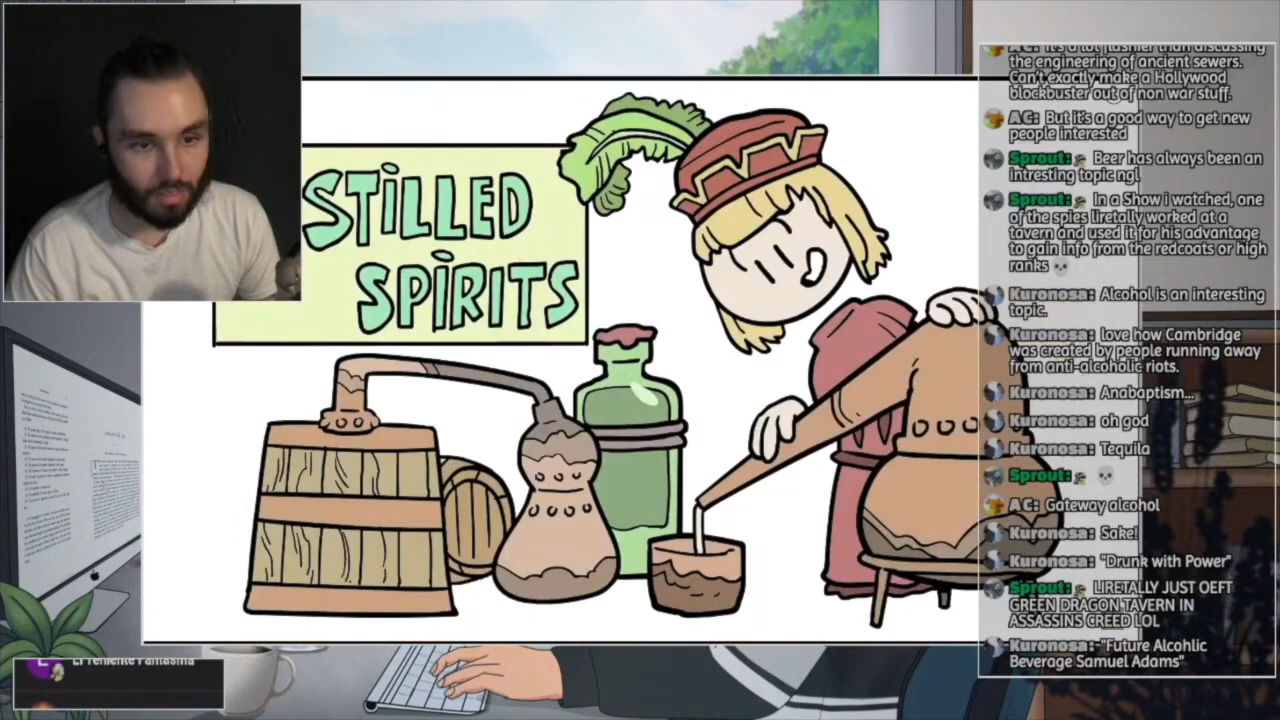 STILLED
SPIRITS
AC: It's a lot flashier than discussing
the engineering of ancient sewers.
Can't exactly make a Hollywood
blockbuster out of non war stuff.
AC: But it's a good way to get new
people interested
Sprout: Beer has always been an
intresting topic ngl
Sprout: In a Show i watched, one
of the spies liretally worked at a
tavern and used it for his advantage
to gain info from the redcoats or high
ranks 💀
Kuronosa: Alcohol is an interesting
topic.
Kuronosa: love how Cambridge
was created by people running away
from anti-alcoholic riots.
Kuronosa: Anabaptism...
Kuronosa: oh god
Kuronosa: Tequila
Sprout: 💀
AC: Gateway alcohol
Kuronosa: Sake!
Kuronosa: "Drunk with Power"
Sprout: LIRETALLY JUST OEFT
GREEN DRAGON TAVERN IN
ASSASSINS CREED LOL
Kuronosa: "Future Alcohlic
Beverage Samuel Adams"
El Teniente Fantasma